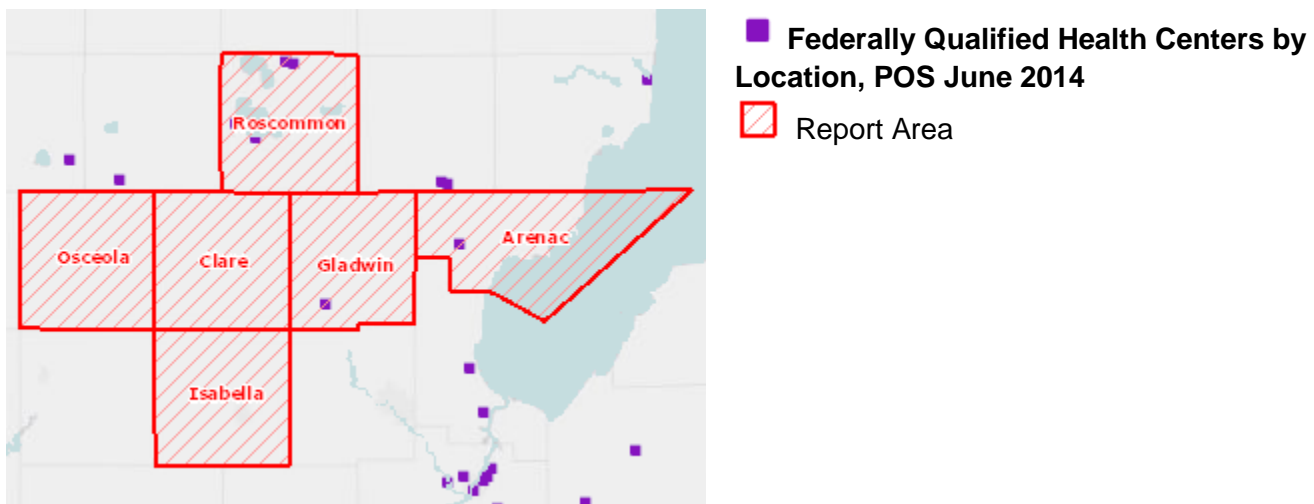 Federally Qualified Health Centers by
Location, POS June 2014
Report Area
Roscommon
Osceola
Clare
Gladwin
Arenac
Isabella